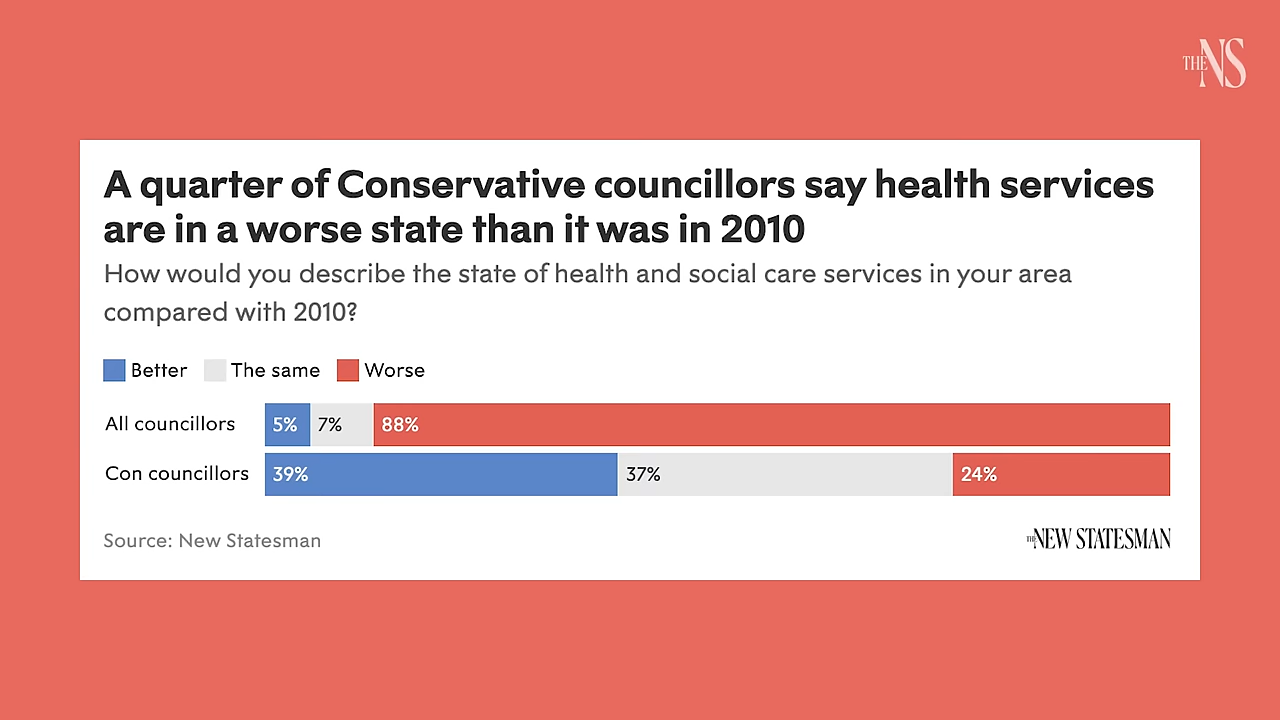 THE NS
A quarter of Conservative councillors say health services
are in a worse state than it was in 2010
How would you describe the state of health and social care services in your area
compared with 2010?
Better The same Worse
All councillors 5% 7% 88%
Con councillors 39% 37% 24%
Source: New Statesman
THE NEW STATESMAN